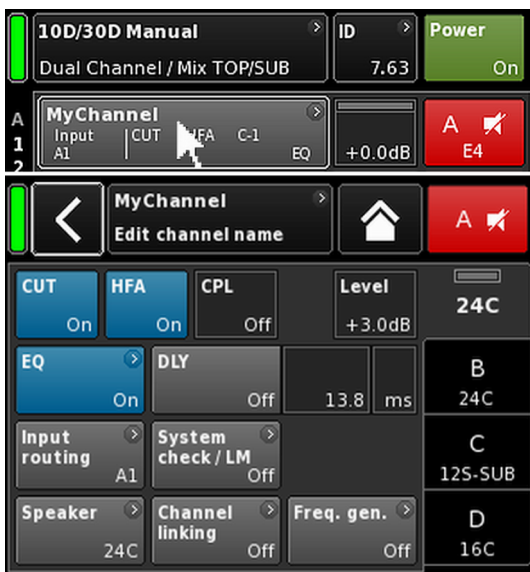 10D/30D Manual
ID
Power
Dual Channel / Mix TOP/SUB
7.63
On
A
1
2
MyChannel
Input
CUT
HFA
C-1
A1
EQ
+0.0dB
A
E4
MyChannel
Edit channel name
A
CUT
On
HFA
On
CPL
Off
Level
+3.0dB
24C
EQ
On
DLY
Off
13.8
ms
B
24C
Input
routing
A1
System
check / LM
Off
C
12S-SUB
Speaker
24C
Channel
linking
Off
Freq. gen.
Off
D
16C